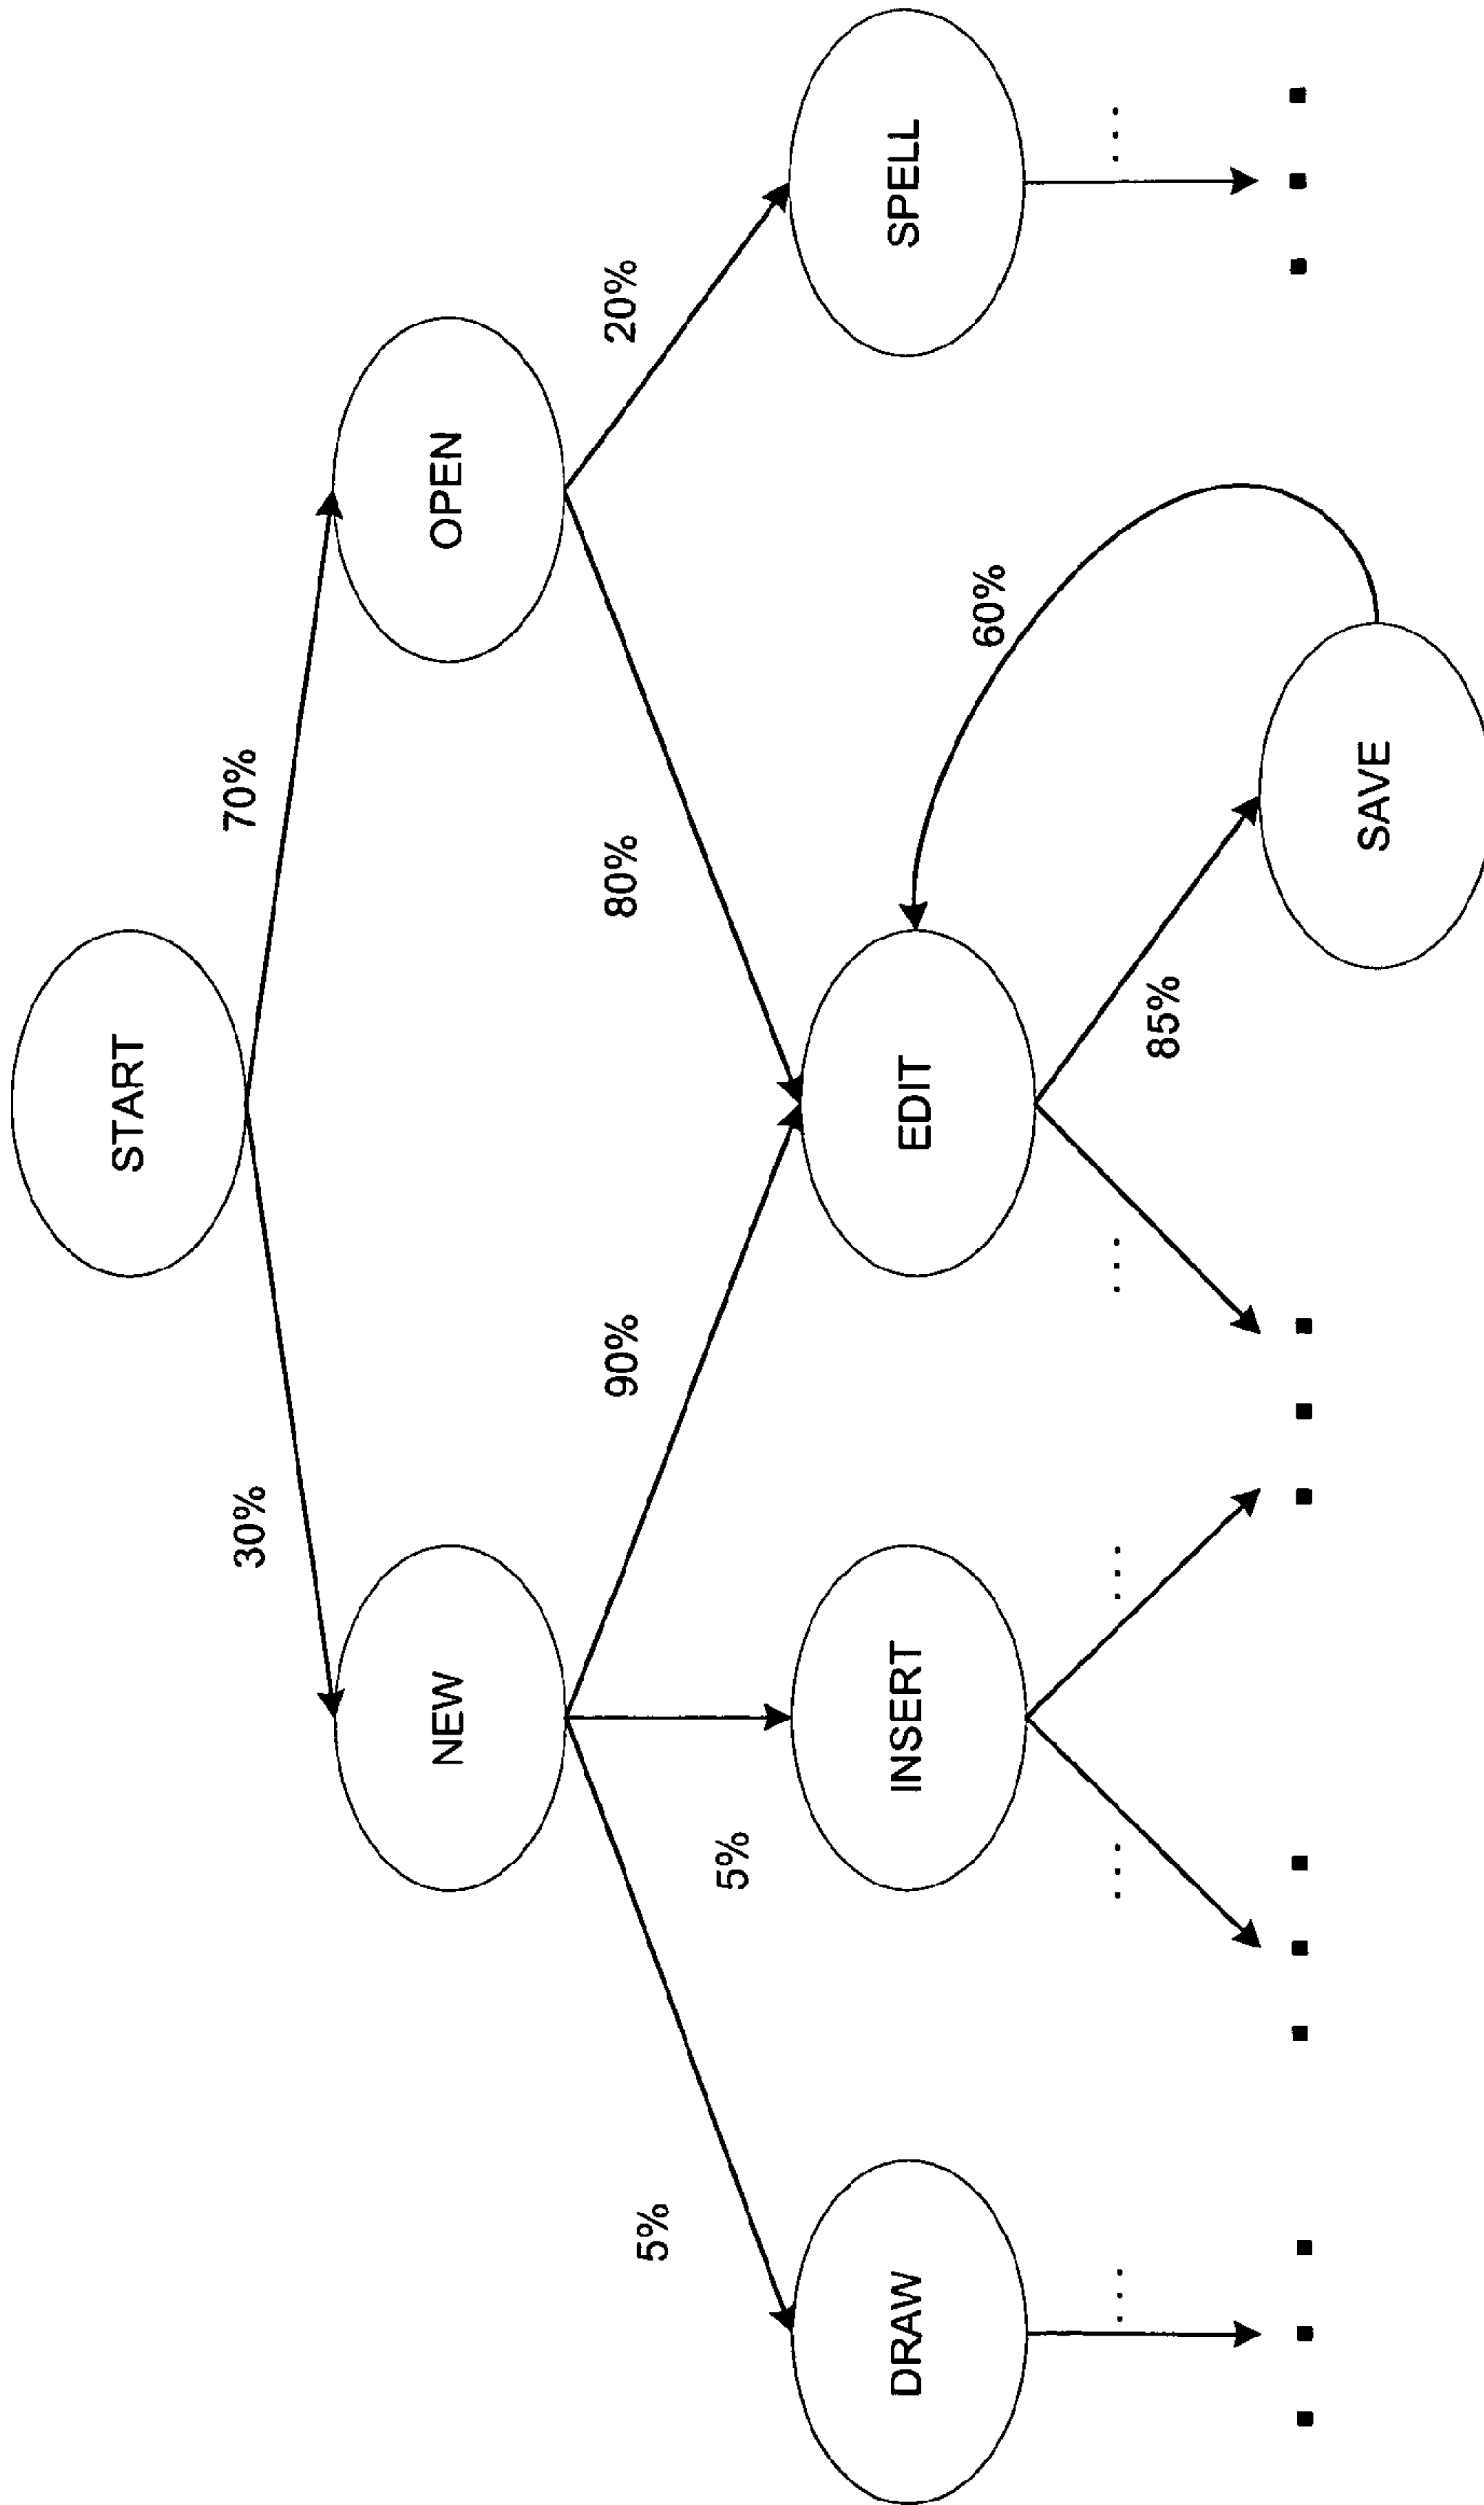 START
30%
70%
NEW
OPEN
5%
5%
90%
80%
20%
DRAW
INSERT
EDIT
SPELL
...
...
...
...
...
85%
60%
SAVE